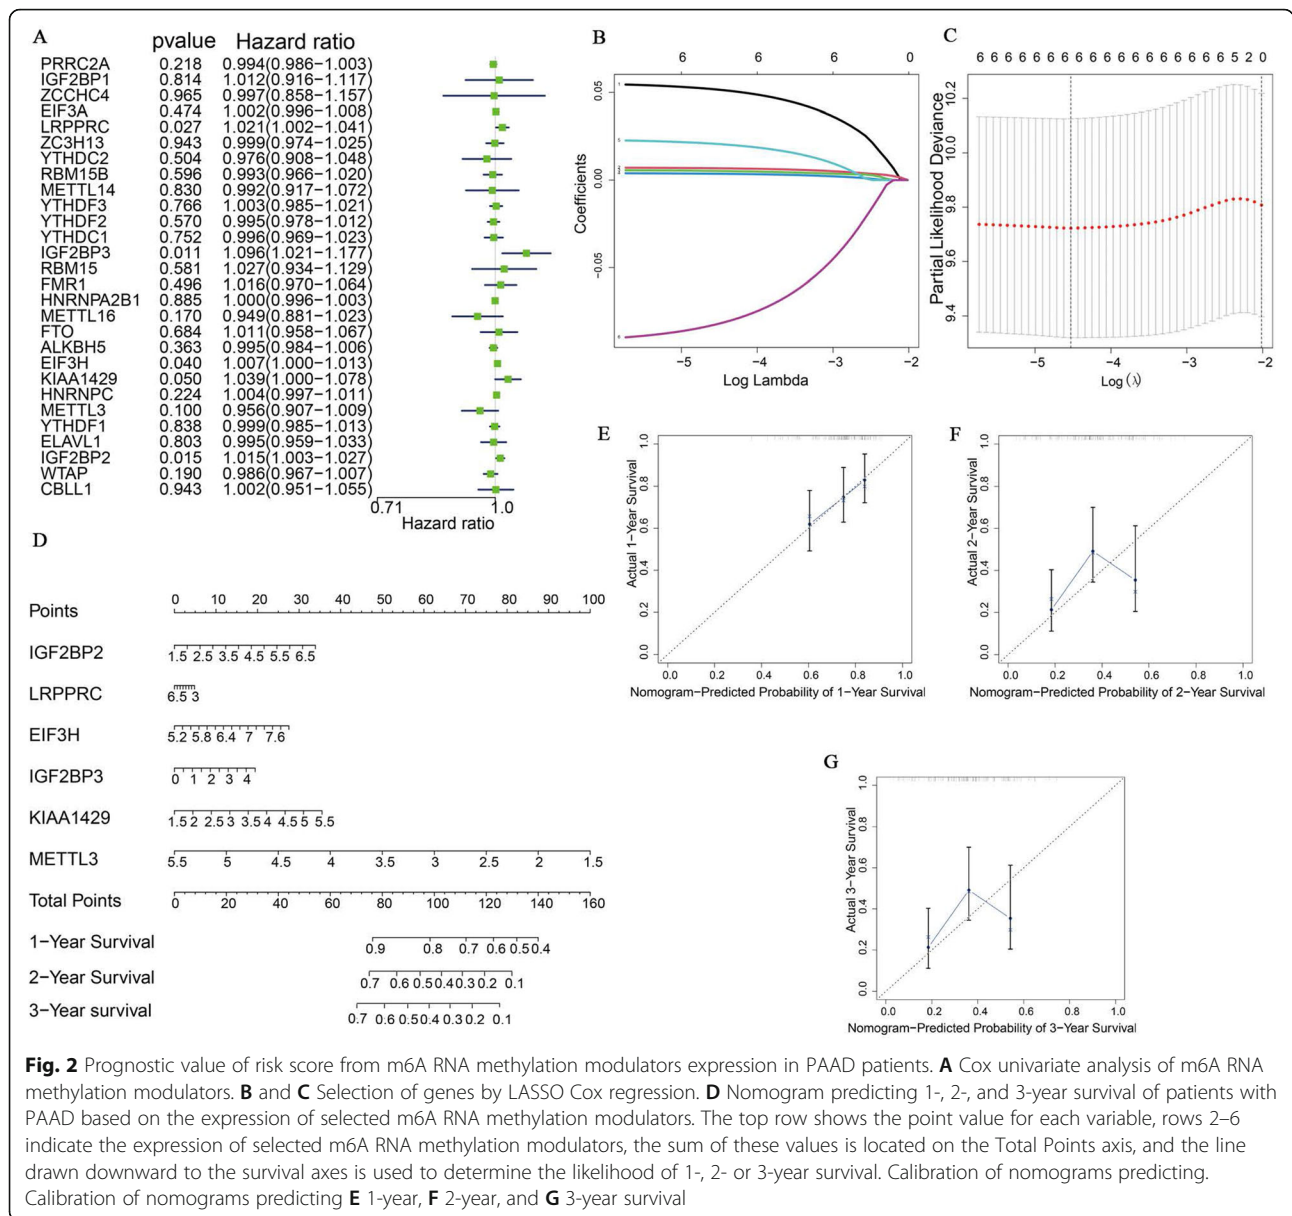 A
pvalue Hazard ratio
PRRC2A 0.218 0.994(0.986−1.003)
IGF2BP1 0.814 1.012(0.916−1.117)
ZCCHC4 0.965 0.997(0.858−1.157)
EIF3A 0.474 1.002(0.996−1.008)
LRPPRC 0.027 1.021(1.002−1.041)
ZC3H13 0.943 0.999(0.974−1.025)
YTHDC2 0.504 0.976(0.908−1.048)
RBM15B 0.596 0.993(0.966−1.020)
METTL14 0.830 0.992(0.917−1.072)
YTHDF3 0.766 1.003(0.985−1.021)
YTHDF2 0.570 0.995(0.978−1.012)
YTHDC1 0.752 0.996(0.969−1.023)
IGF2BP3 0.011 1.096(1.021−1.177)
RBM15 0.581 1.027(0.934−1.129)
FMR1 0.496 1.016(0.970−1.064)
HNRNPA2B1 0.885 1.000(0.996−1.003)
METTL16 0.170 0.949(0.881−1.023)
FTO 0.684 1.011(0.958−1.067)
ALKBH5 0.363 0.995(0.984−1.006)
EIF3H 0.040 1.007(1.000−1.013)
KIAA1429 0.050 1.039(1.000−1.078)
HNRNPC 0.224 1.004(0.997−1.011)
METTL3 0.100 0.956(0.907−1.009)
YTHDF1 0.838 0.999(0.985−1.013)
ELAVL1 0.803 0.995(0.959−1.033)
IGF2BP2 0.015 1.015(1.003−1.027)
WTAP 0.190 0.986(0.967−1.007)
CBLL1 0.943 1.002(0.951−1.055)
0.71 1.0
Hazard ratio
B
6 6 6 0
Coefficients
0.05
0.00
−0.05
−5 −4 −3 −2
Log Lambda
C
6 6 6 6 6 6 6 6 6 6 6 6 6 6 6 6 5 2 0
Partial Likelihood Deviance
10.2
10.0
9.8
9.6
9.4
−5 −4 −3 −2
Log (λ)
D
Points
0 10 20 30 40 50 60 70 80 90 100
IGF2BP2
1.5 2.5 3.5 4.5 5.5 6.5
LRPPRC
6.5 3
EIF3H
5.2 5.8 6.4 7 7.6
IGF2BP3
0 1 2 3 4
KIAA1429
1.5 2 2.5 3 3.5 4 4.5 5 5.5
METTL3
5.5 5 4.5 4 3.5 3 2.5 2 1.5
Total Points
0 20 40 60 80 100 120 140 160
1−Year Survival
0.9 0.8 0.7 0.6 0.5 0.4
2−Year Survival
0.7 0.6 0.5 0.4 0.3 0.2 0.1
3−Year survival
0.7 0.6 0.5 0.4 0.3 0.2 0.1
E
Actual 1−Year Survival
1.0
0.8
0.6
0.4
0.2
0.0
0.0 0.2 0.4 0.6 0.8 1.0
Nomogram−Predicted Probability of 1−Year Survival
F
Actual 2−Year Survival
1.0
0.8
0.6
0.4
0.2
0.0
0.0 0.2 0.4 0.6 0.8 1.0
Nomogram−Predicted Probability of 2−Year Survival
G
Actual 3−Year Survival
1.0
0.8
0.6
0.4
0.2
0.0
0.0 0.2 0.4 0.6 0.8 1.0
Nomogram−Predicted Probability of 3−Year Survival
Fig. 2 Prognostic value of risk score from m6A RNA methylation modulators expression in PAAD patients. A Cox univariate analysis of m6A RNA
methylation modulators. B and C Selection of genes by LASSO Cox regression. D Nomogram predicting 1-, 2-, and 3-year survival of patients with
PAAD based on the expression of selected m6A RNA methylation modulators. The top row shows the point value for each variable, rows 2–6
indicate the expression of selected m6A RNA methylation modulators, the sum of these values is located on the Total Points axis, and the line
drawn downward to the survival axes is used to determine the likelihood of 1-, 2- or 3-year survival. Calibration of nomograms predicting.
Calibration of nomograms predicting E 1-year, F 2-year, and G 3-year survival